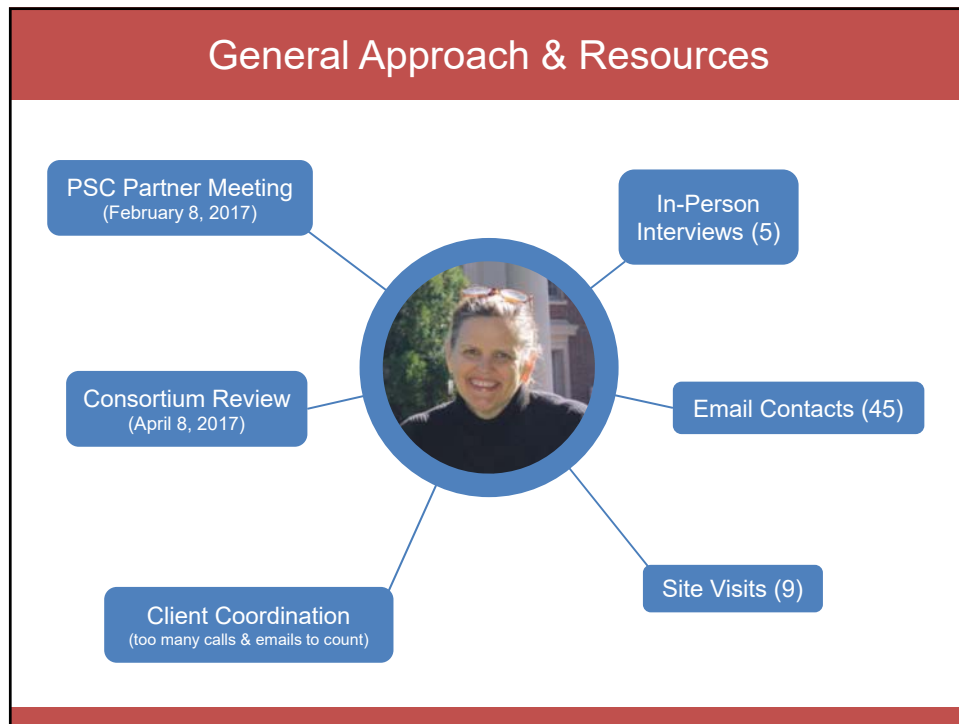 General Approach & Resources
PSC Partner Meeting
(February 8, 2017)
In-Person
Interviews (5)
Consortium Review
(April 8, 2017)
Email Contacts (45)
Client Coordination
(too many calls & emails to count)
Site Visits (9)